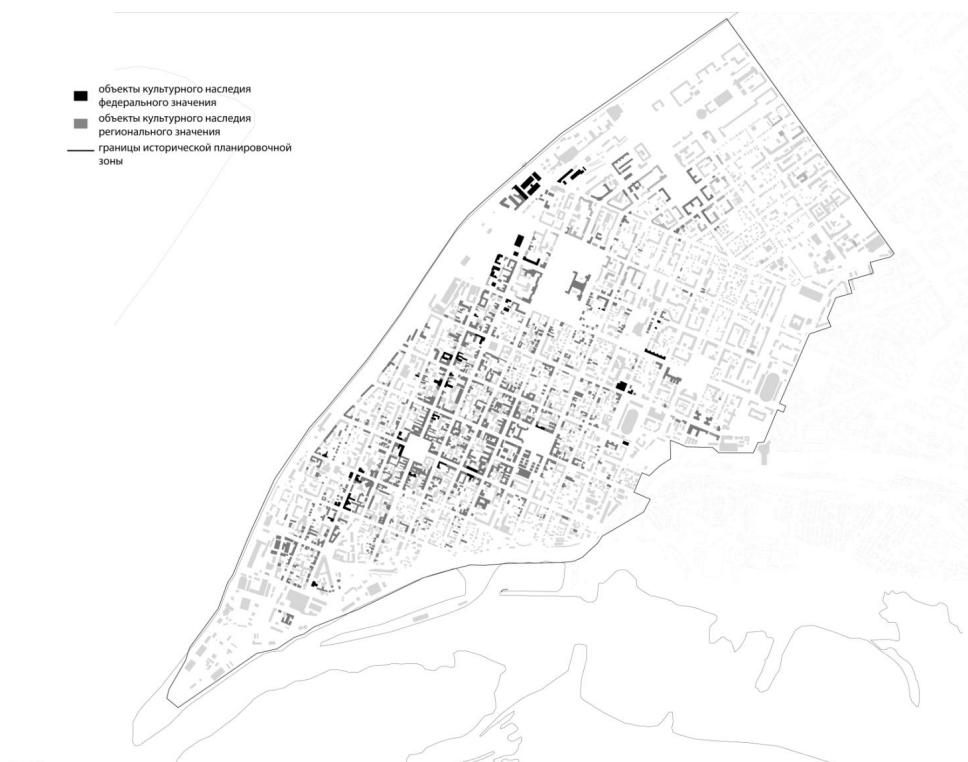 объекты культурного наследия
федерального значения
объекты культурного наследия
регионального значения
границы исторической планировочной
зоны